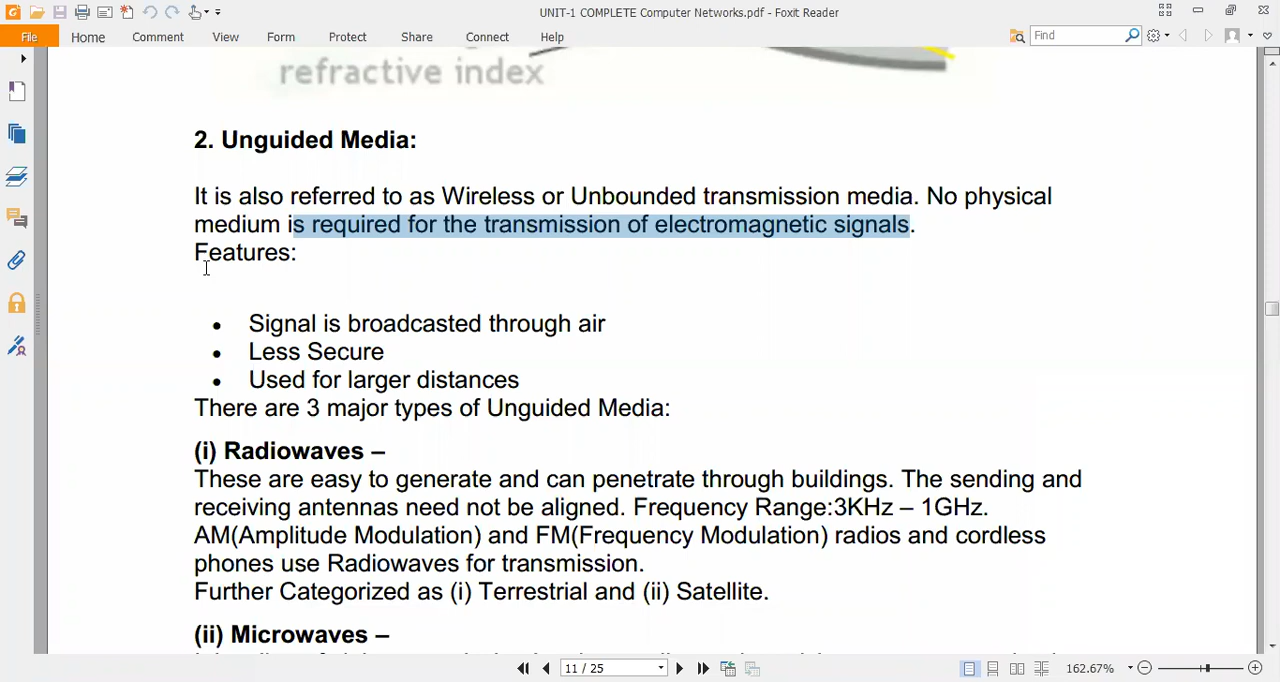 UNIT-1 COMPLETE Computer Networks.pdf - Foxit Reader
File Home Comment View Form Protect Share Connect Help Find
refractive index
2. Unguided Media:
It is also referred to as Wireless or Unbounded transmission media. No physical
medium is required for the transmission of electromagnetic signals.
Features:
• Signal is broadcasted through air
• Less Secure
• Used for larger distances
There are 3 major types of Unguided Media:
(i) Radiowaves –
These are easy to generate and can penetrate through buildings. The sending and
receiving antennas need not be aligned. Frequency Range:3KHz – 1GHz.
AM(Amplitude Modulation) and FM(Frequency Modulation) radios and cordless
phones use Radiowaves for transmission.
Further Categorized as (i) Terrestrial and (ii) Satellite.
(ii) Microwaves –
11 / 25 162.67%